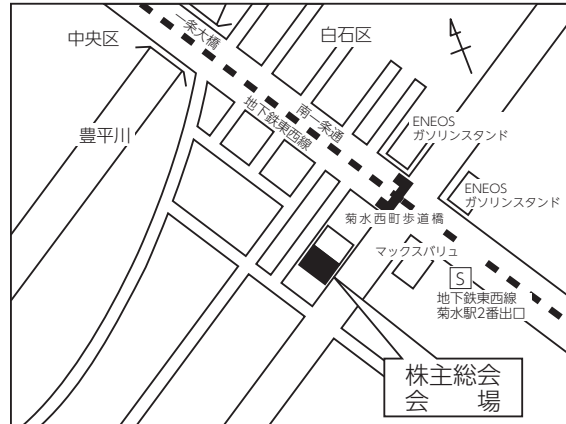 中央区
一条大橋
白石区
豊平川
地下鉄東西線
南一条通
ENEOS
ガソリンスタンド
ENEOS
ガソリンスタンド
菊水西町歩道橋
マックスバリュ
S
地下鉄東西線
菊水駅2番出口
株主総会
会　場